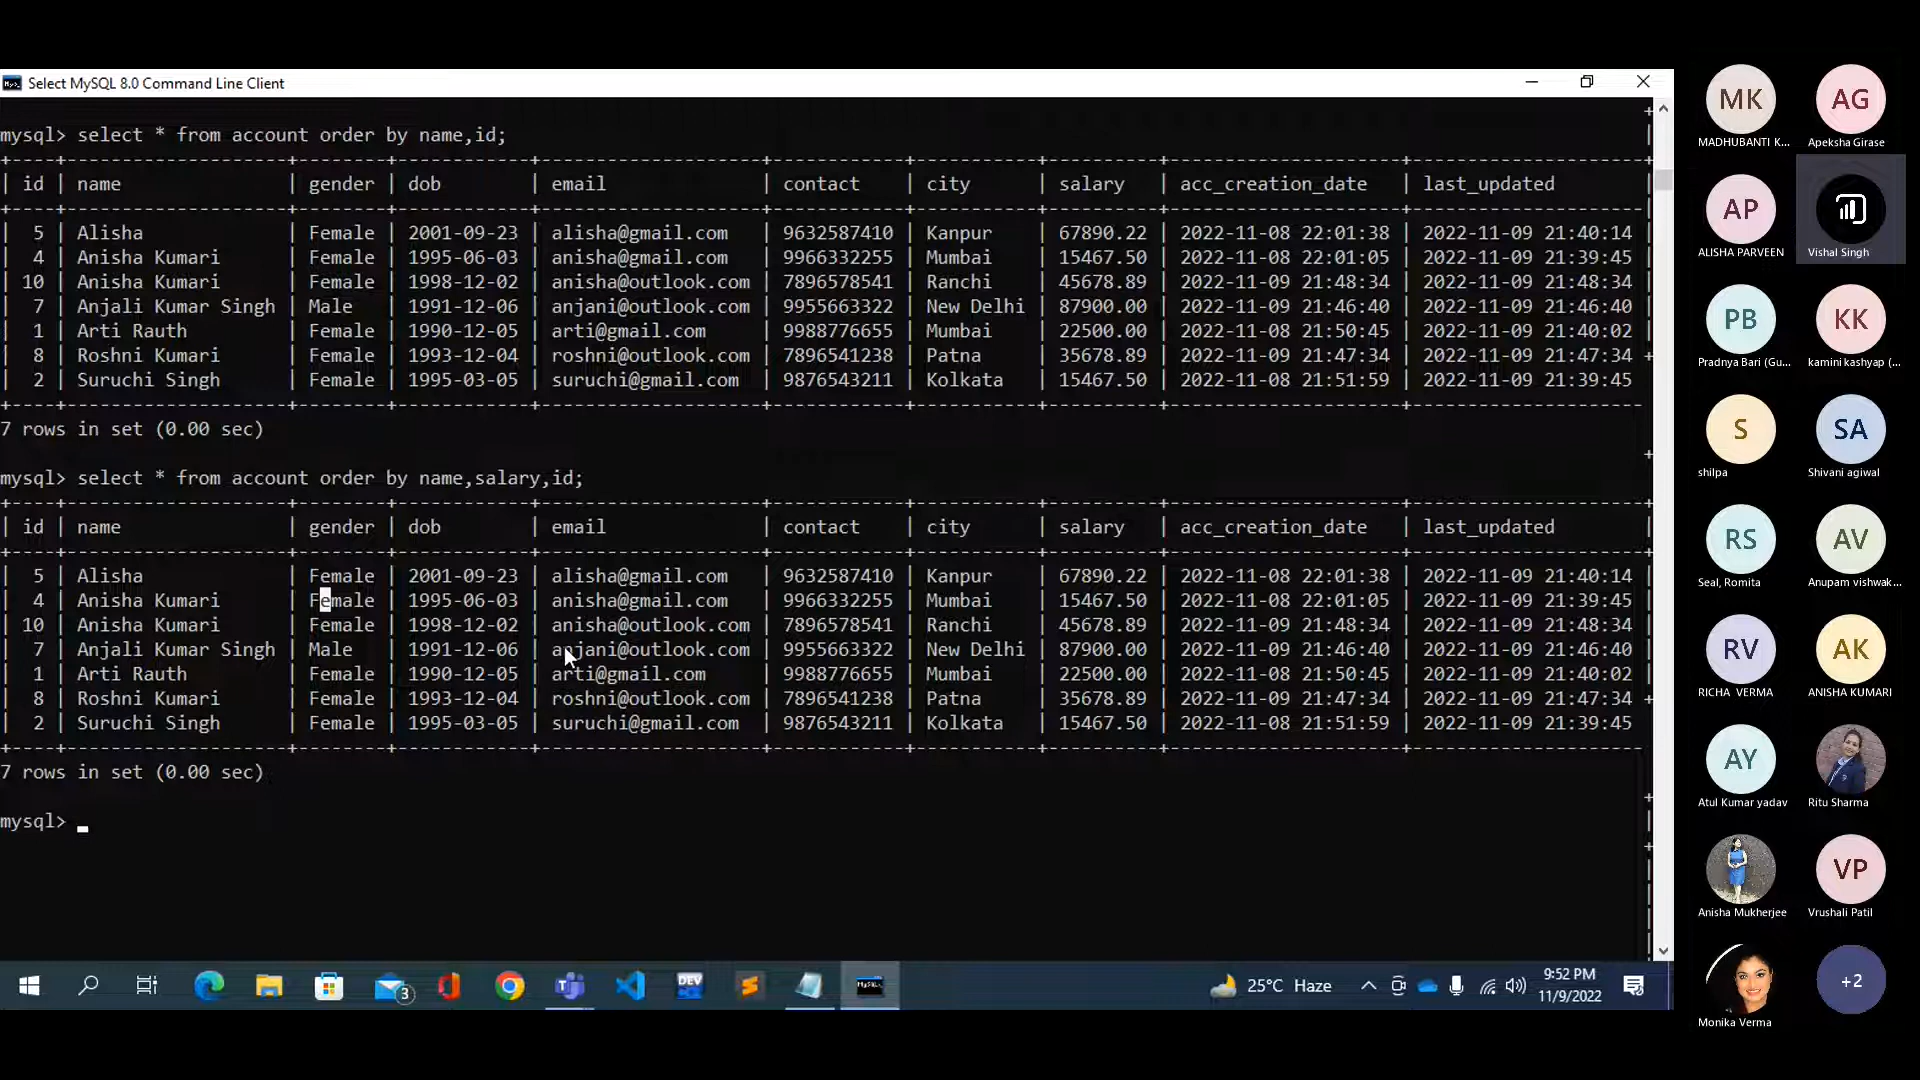 Select MySQL 8.0 Command Line Client
mysql> select * from account order by name,id;
| id | name | gender | dob | email | contact | city | salary | acc_creation_date | last_updated
| 5 | Alisha | Female | 2001-09-23 | alisha@gmail.com | 9632587410 | Kanpur | 67890.22 | 2022-11-08 22:01:38 | 2022-11-09 21:40:14
| 4 | Anisha Kumari | Female | 1995-06-03 | anisha@gmail.com | 9966332255 | Mumbai | 15467.50 | 2022-11-08 22:01:05 | 2022-11-09 21:39:45
| 10 | Anisha Kumari | Female | 1998-12-02 | anisha@outlook.com | 7896578541 | Ranchi | 45678.89 | 2022-11-09 21:48:34 | 2022-11-09 21:48:34
| 7 | Anjali Kumar Singh | Male | 1991-12-06 | anjani@outlook.com | 9955663322 | New Delhi | 87900.00 | 2022-11-09 21:46:40 | 2022-11-09 21:46:40
| 1 | Arti Rauth | Female | 1990-12-05 | arti@gmail.com | 9988776655 | Mumbai | 22500.00 | 2022-11-08 21:50:45 | 2022-11-09 21:40:02
| 8 | Roshni Kumari | Female | 1993-12-04 | roshni@outlook.com | 7896541238 | Patna | 35678.89 | 2022-11-09 21:47:34 | 2022-11-09 21:47:34
| 2 | Suruchi Singh | Female | 1995-03-05 | suruchi@gmail.com | 9876543211 | Kolkata | 15467.50 | 2022-11-08 21:51:59 | 2022-11-09 21:39:45
7 rows in set (0.00 sec)
mysql> select * from account order by name,salary,id;
| id | name | gender | dob | email | contact | city | salary | acc_creation_date | last_updated
| 5 | Alisha | Female | 2001-09-23 | alisha@gmail.com | 9632587410 | Kanpur | 67890.22 | 2022-11-08 22:01:38 | 2022-11-09 21:40:14
| 4 | Anisha Kumari | Female | 1995-06-03 | anisha@gmail.com | 9966332255 | Mumbai | 15467.50 | 2022-11-08 22:01:05 | 2022-11-09 21:39:45
| 10 | Anisha Kumari | Female | 1998-12-02 | anisha@outlook.com | 7896578541 | Ranchi | 45678.89 | 2022-11-09 21:48:34 | 2022-11-09 21:48:34
| 7 | Anjali Kumar Singh | Male | 1991-12-06 | anjani@outlook.com | 9955663322 | New Delhi | 87900.00 | 2022-11-09 21:46:40 | 2022-11-09 21:46:40
| 1 | Arti Rauth | Female | 1990-12-05 | arti@gmail.com | 9988776655 | Mumbai | 22500.00 | 2022-11-08 21:50:45 | 2022-11-09 21:40:02
| 8 | Roshni Kumari | Female | 1993-12-04 | roshni@outlook.com | 7896541238 | Patna | 35678.89 | 2022-11-09 21:47:34 | 2022-11-09 21:47:34
| 2 | Suruchi Singh | Female | 1995-03-05 | suruchi@gmail.com | 9876543211 | Kolkata | 15467.50 | 2022-11-08 21:51:59 | 2022-11-09 21:39:45
7 rows in set (0.00 sec)
mysql>
3
DEV
MySQL
25°C Haze
9:52 PM
11/9/2022
MK AG
MADHUBANTI K... Apeksha Girase
AP
ALISHA PARVEEN Vishal Singh
PB KK
Pradnya Bari (Gu... kamini kashyap (...
S SA
shilpa Shivani agiwal
RS AV
Seal, Romita Anupam vishwak...
RV AK
RICHA VERMA ANISHA KUMARI
AY
Atul Kumar yadav Ritu Sharma
VP
Anisha Mukherjee Vrushali Patil
+2
Monika Verma